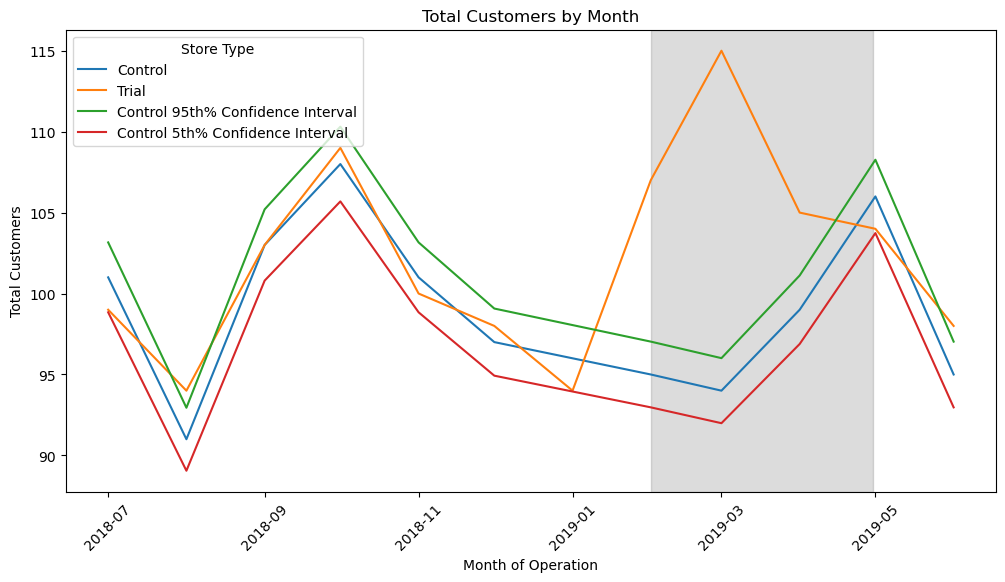 Total Customers by Month
Store Type
Control
Trial
Control 95th% Confidence Interval
Control 5th% Confidence Interval
115
110
105
100
95
90
Total Customers
2018-07
2018-09
2018-11
2019-01
2019-03
2019-05
Month of Operation